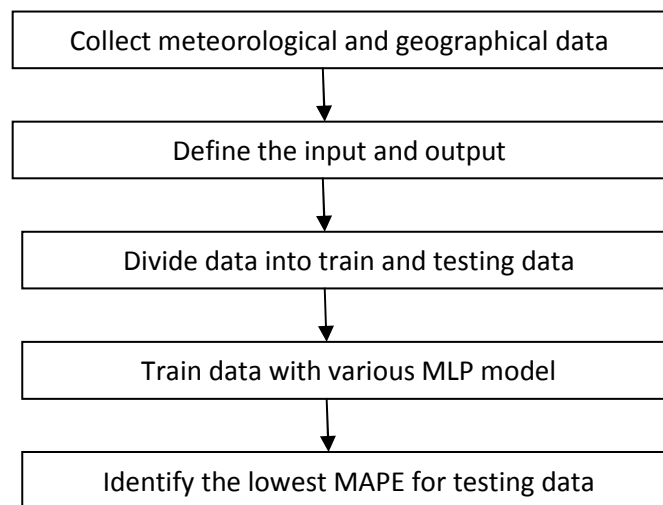 Collect meteorological and geographical data
Define the input and output
Divide data into train and testing data
Train data with various MLP model
Identify the lowest MAPE for testing data